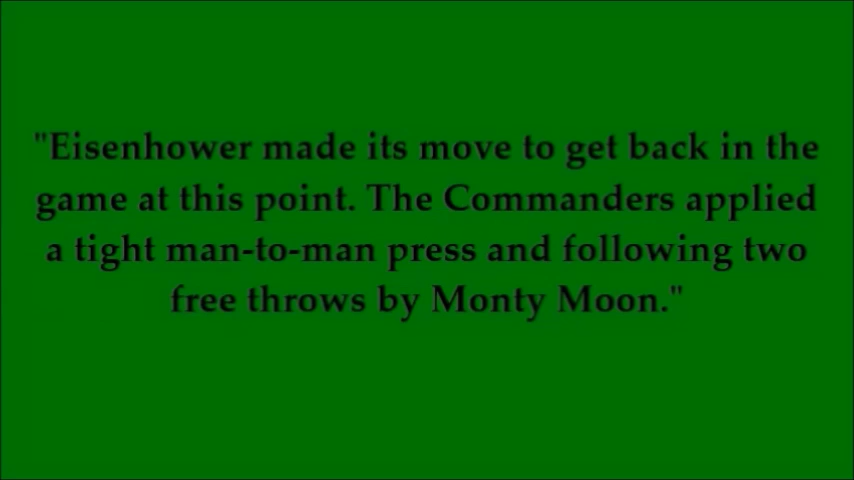 "Eisenhower made its move to get back in the
game at this point. The Commanders applied
a tight man-to-man press and following two
free throws by Monty Moon."